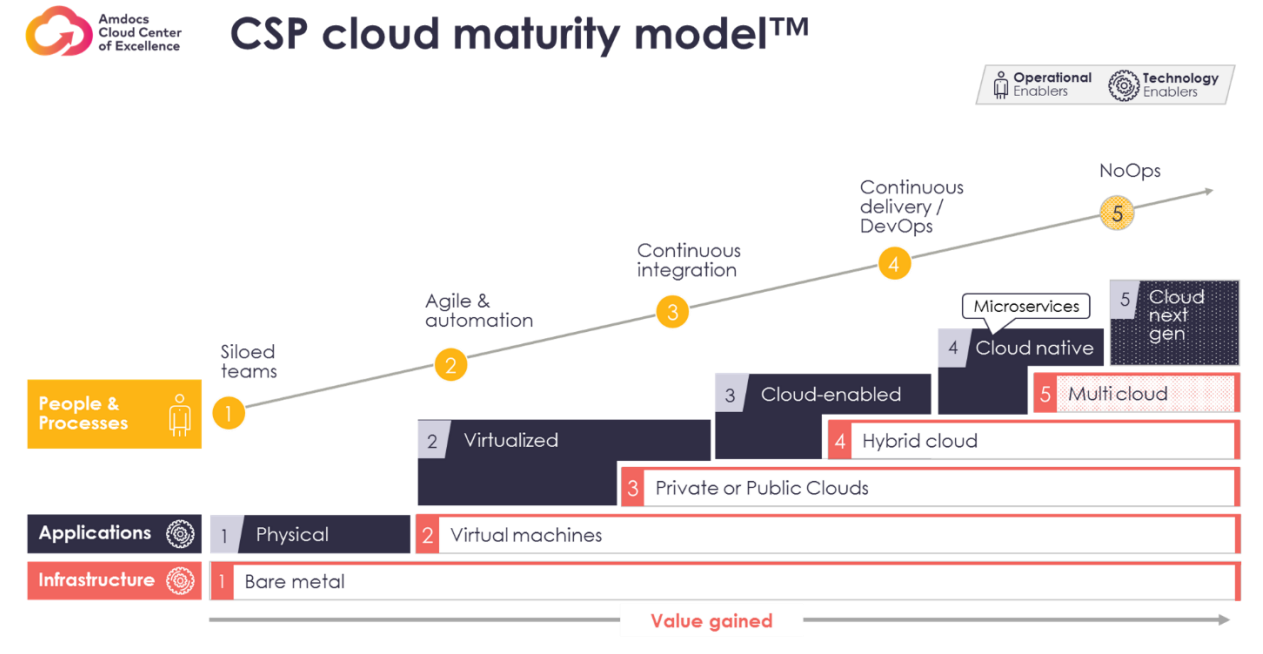 Amdocs
Cloud Center
of Excellence
CSP cloud maturity model™
Operational
Enablers
Technology
Enablers
NoOps
5
Continuous
delivery /
DevOps
4
Continuous
integration
3
Agile &
automation
2
Siloed
teams
1
People &
Processes
5 Cloud
next
gen
Microservices
4 Cloud native
5 Multi cloud
3 Cloud-enabled
4 Hybrid cloud
2 Virtualized
3 Private or Public Clouds
Applications
1 Physical
2 Virtual machines
Infrastructure
1 Bare metal
Value gained